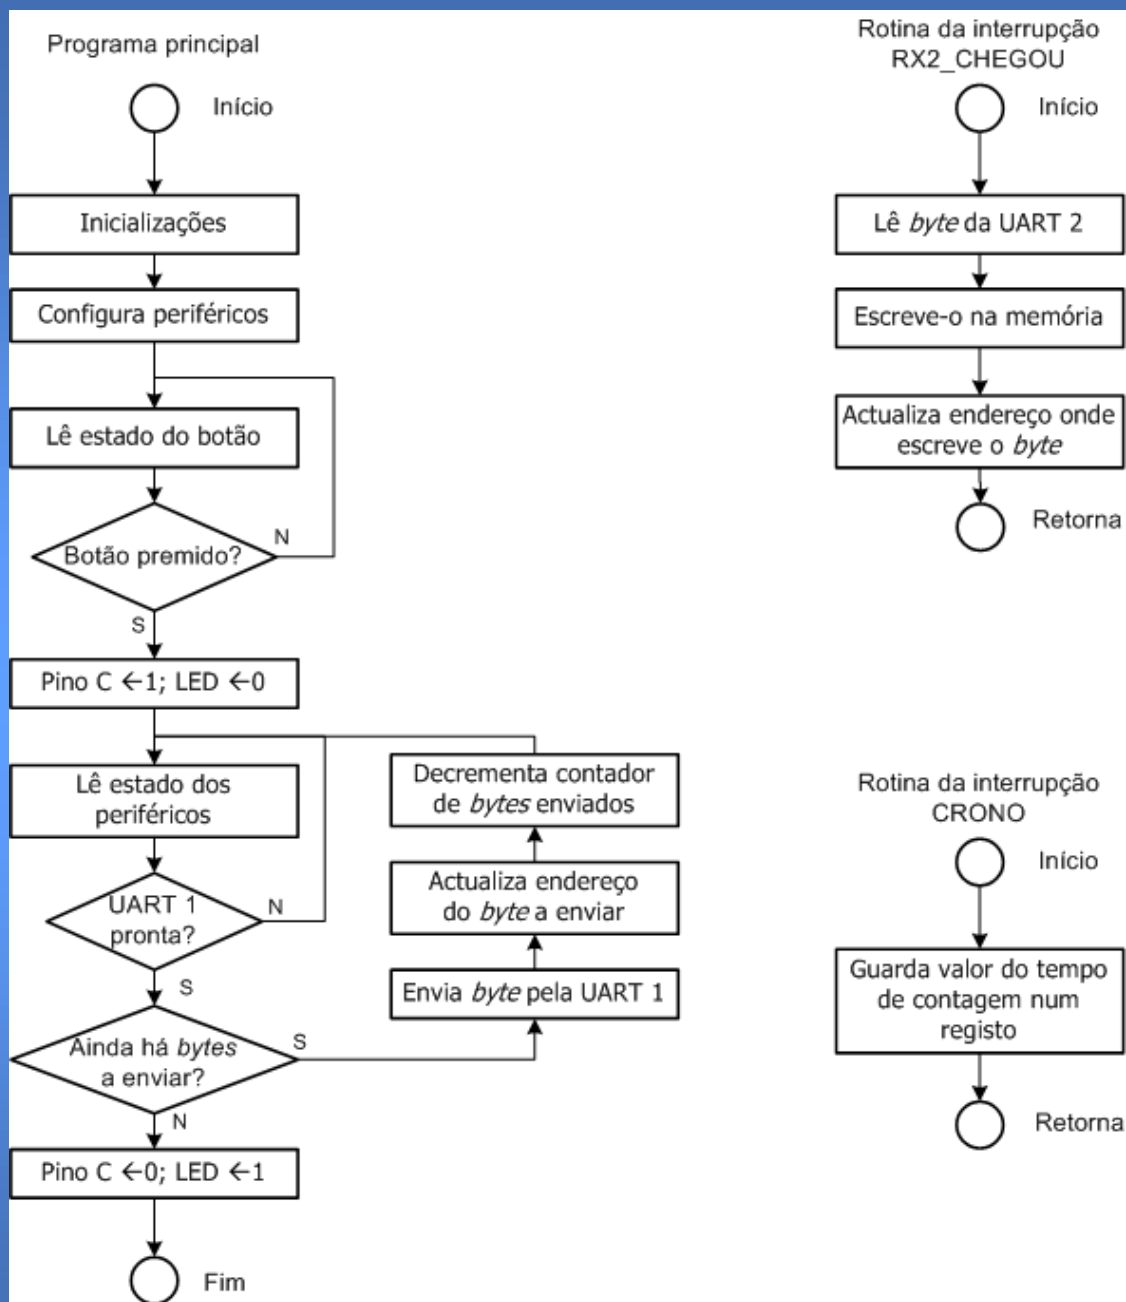 Programa principal
Início
Inicializações
Configura periféricos
Lê estado do botão
Botão premido?
N
S
Pino C ←1; LED ←0
Lê estado dos
periféricos
UART 1
pronta?
N
S
Ainda há bytes
a enviar?
S
N
Pino C ←0; LED ←1
Fim
Decrementa contador
de bytes enviados
Actualiza endereço
do byte a enviar
Envia byte pela UART 1
Rotina da interrupção
RX2_CHEGOU
Início
Lê byte da UART 2
Escreve-o na memória
Actualiza endereço onde
escreve o byte
Retorna
Rotina da interrupção
CRONO
Início
Guarda valor do tempo
de contagem num
registo
Retorna